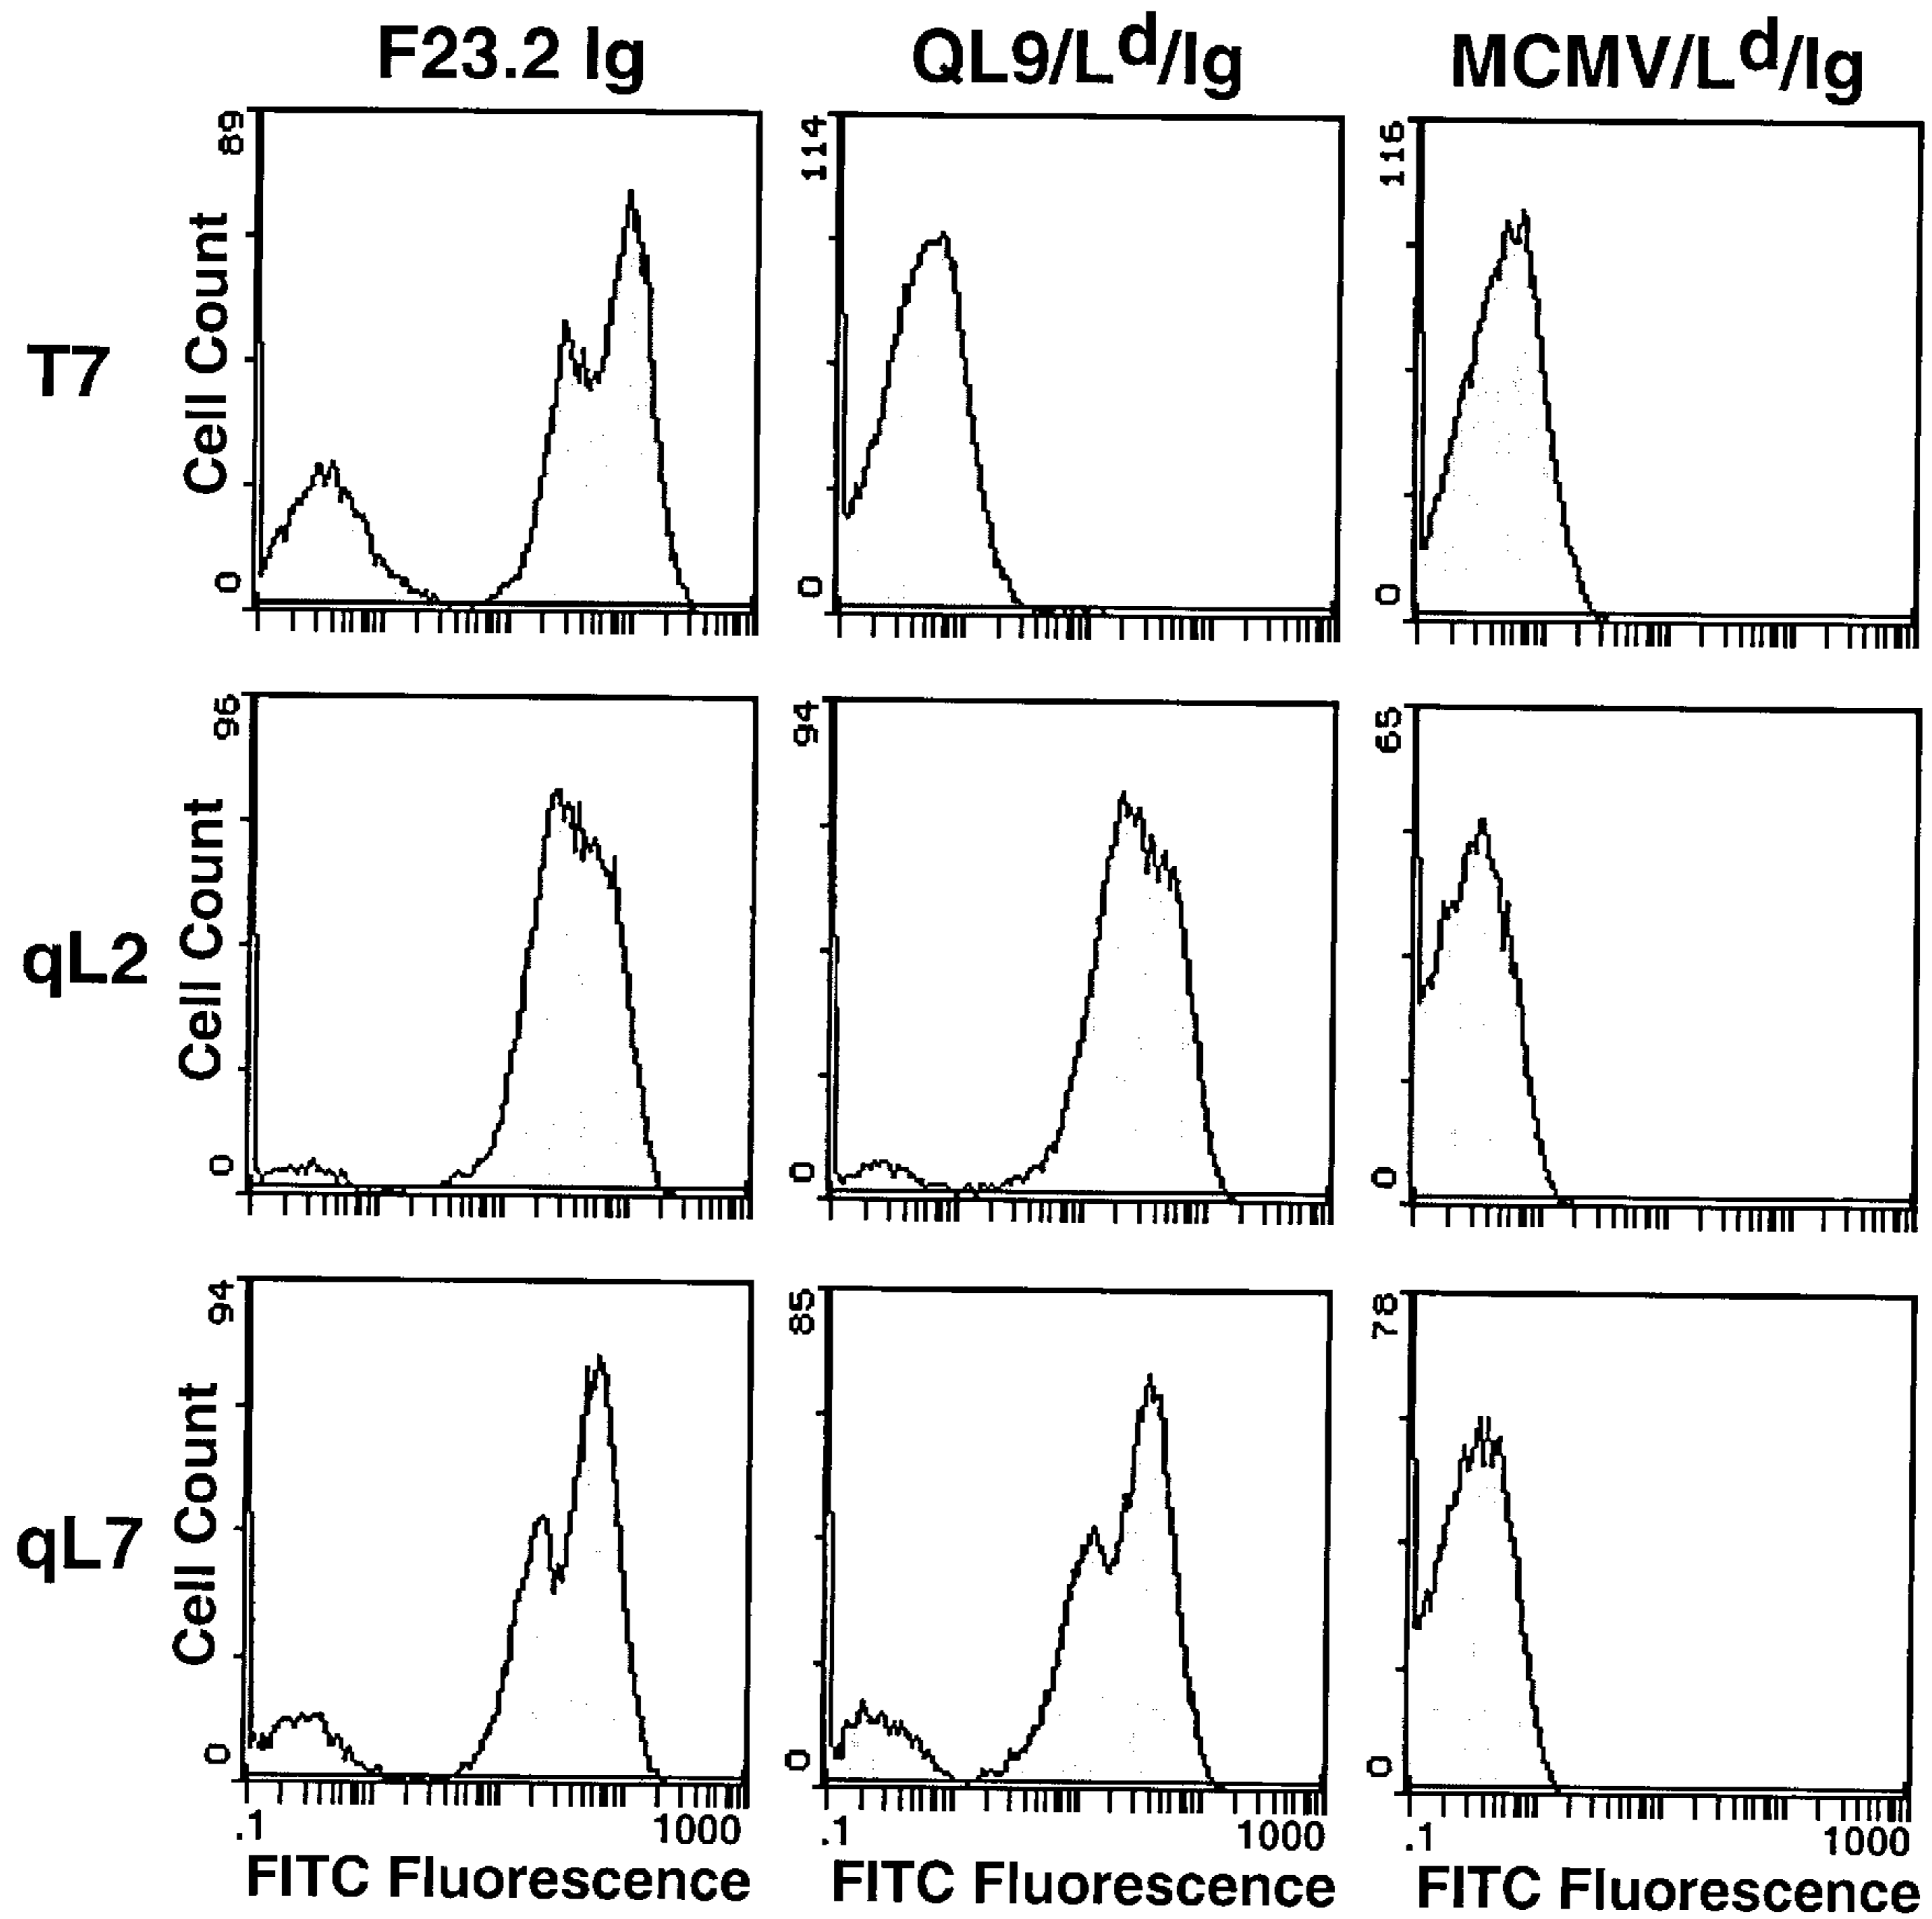 F23.2 Ig QL9/Ld/Ig MCMV/Ld/Ig
T7
Cell Count
89
0
114
0
116
0
qL2
Cell Count
96
0
94
0
65
0
qL7
Cell Count
94
0
85
0
78
0
.1 1000 .1 1000 .1 1000
FITC Fluorescence FITC Fluorescence FITC Fluorescence